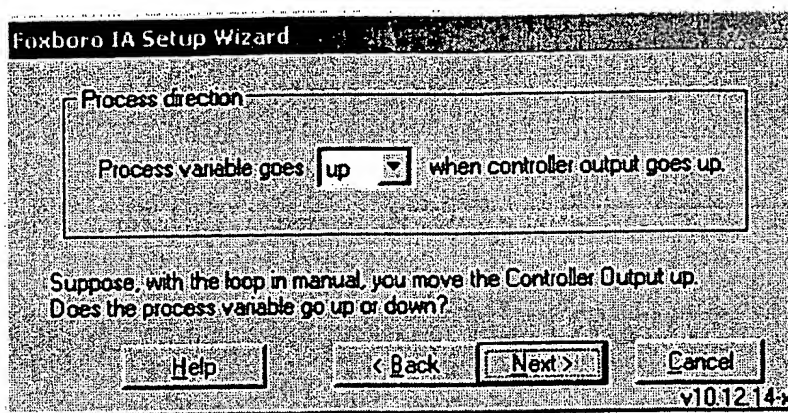 Foxboro IA Setup Wizard
Process direction
Process variable goes up when controller output goes up.
Suppose, with the loop in manual, you move the Controller Output up.
Does the process variable go up or down?
Help < Back Next > Cancel
v10.12.14